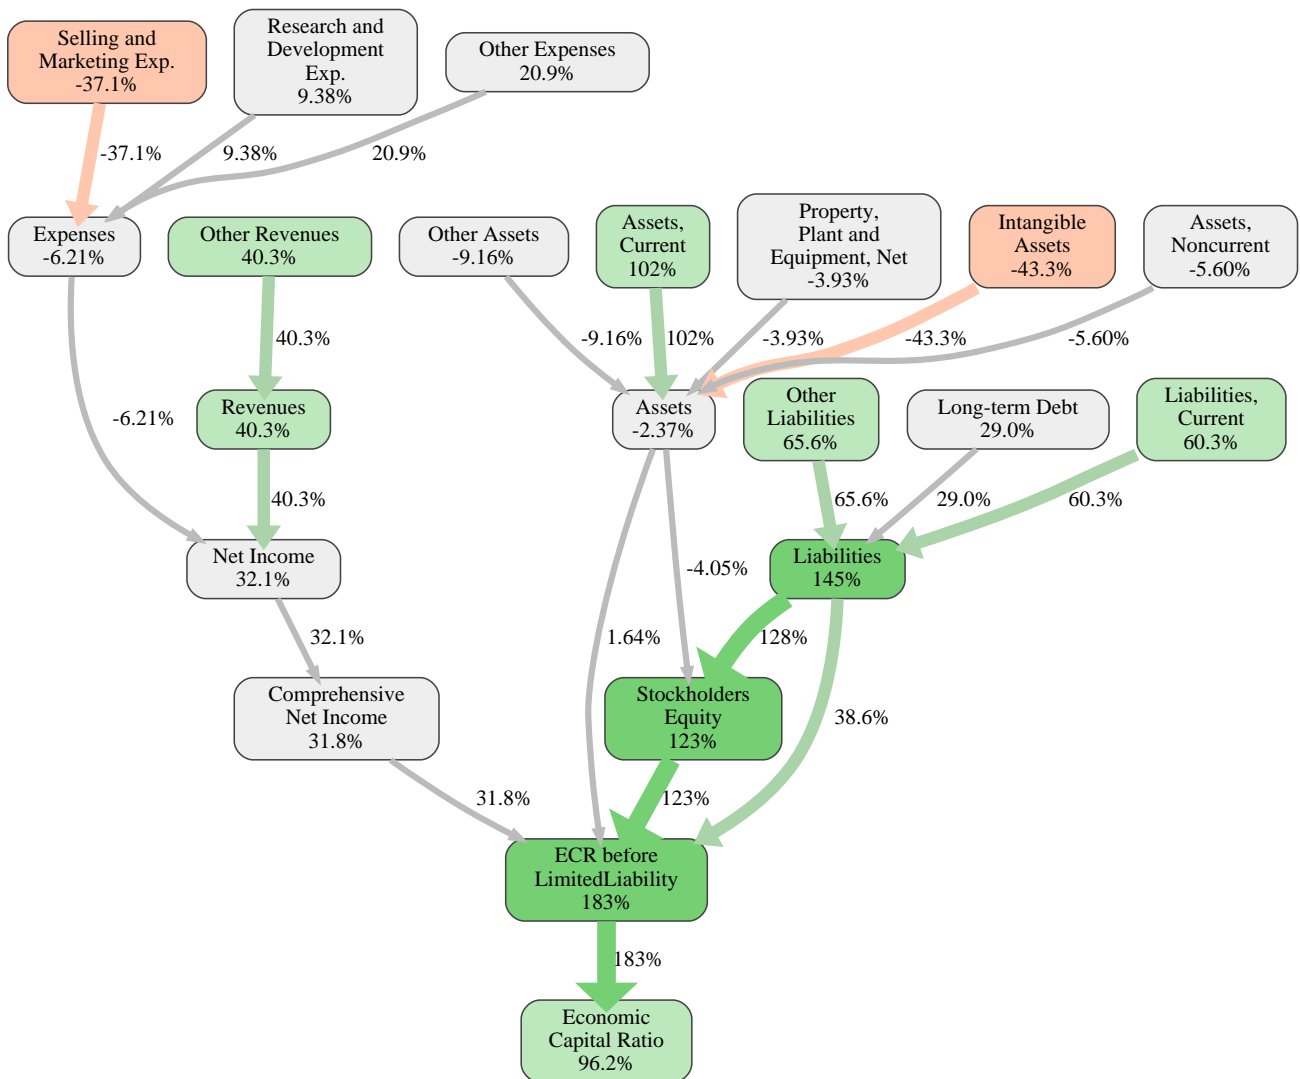 Selling and
Marketing Exp.
-37.1%
Research and
Development
Exp.
9.38%
Other Expenses
20.9%
-37.1%
9.38%
20.9%
Expenses
-6.21%
Other Revenues
40.3%
Other Assets
-9.16%
Assets,
Current
102%
Property,
Plant and
Equipment, Net
-3.93%
Intangible
Assets
-43.3%
Assets,
Noncurrent
-5.60%
40.3%
-9.16%
102%
-3.93%
-43.3%
-5.60%
-6.21%
Revenues
40.3%
Assets
-2.37%
Other
Liabilities
65.6%
Long-term Debt
29.0%
Liabilities,
Current
60.3%
40.3%
65.6%
29.0%
60.3%
Net Income
32.1%
-4.05%
Liabilities
145%
32.1%
1.64%
128%
Comprehensive
Net Income
31.8%
Stockholders
Equity
123%
38.6%
31.8%
123%
ECR before
LimitedLiability
183%
183%
Economic
Capital Ratio
96.2%